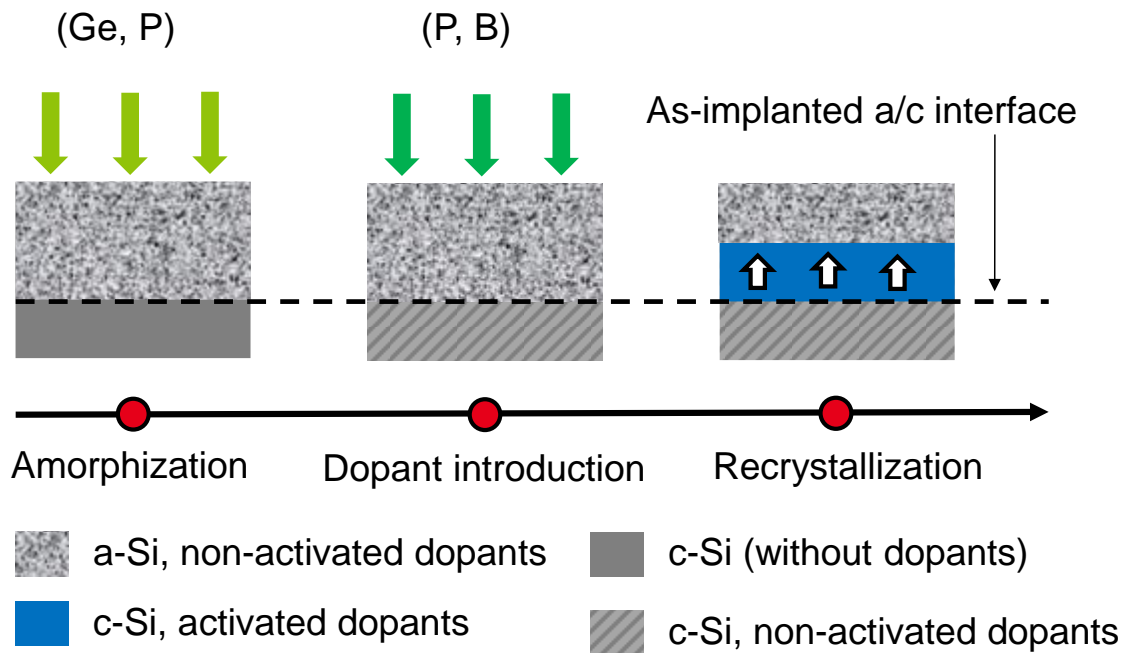 (Ge, P)
(P, B)
As-implanted a/c interface
Amorphization
Dopant introduction
Recrystallization
a-Si, non-activated dopants
c-Si (without dopants)
c-Si, activated dopants
c-Si, non-activated dopants